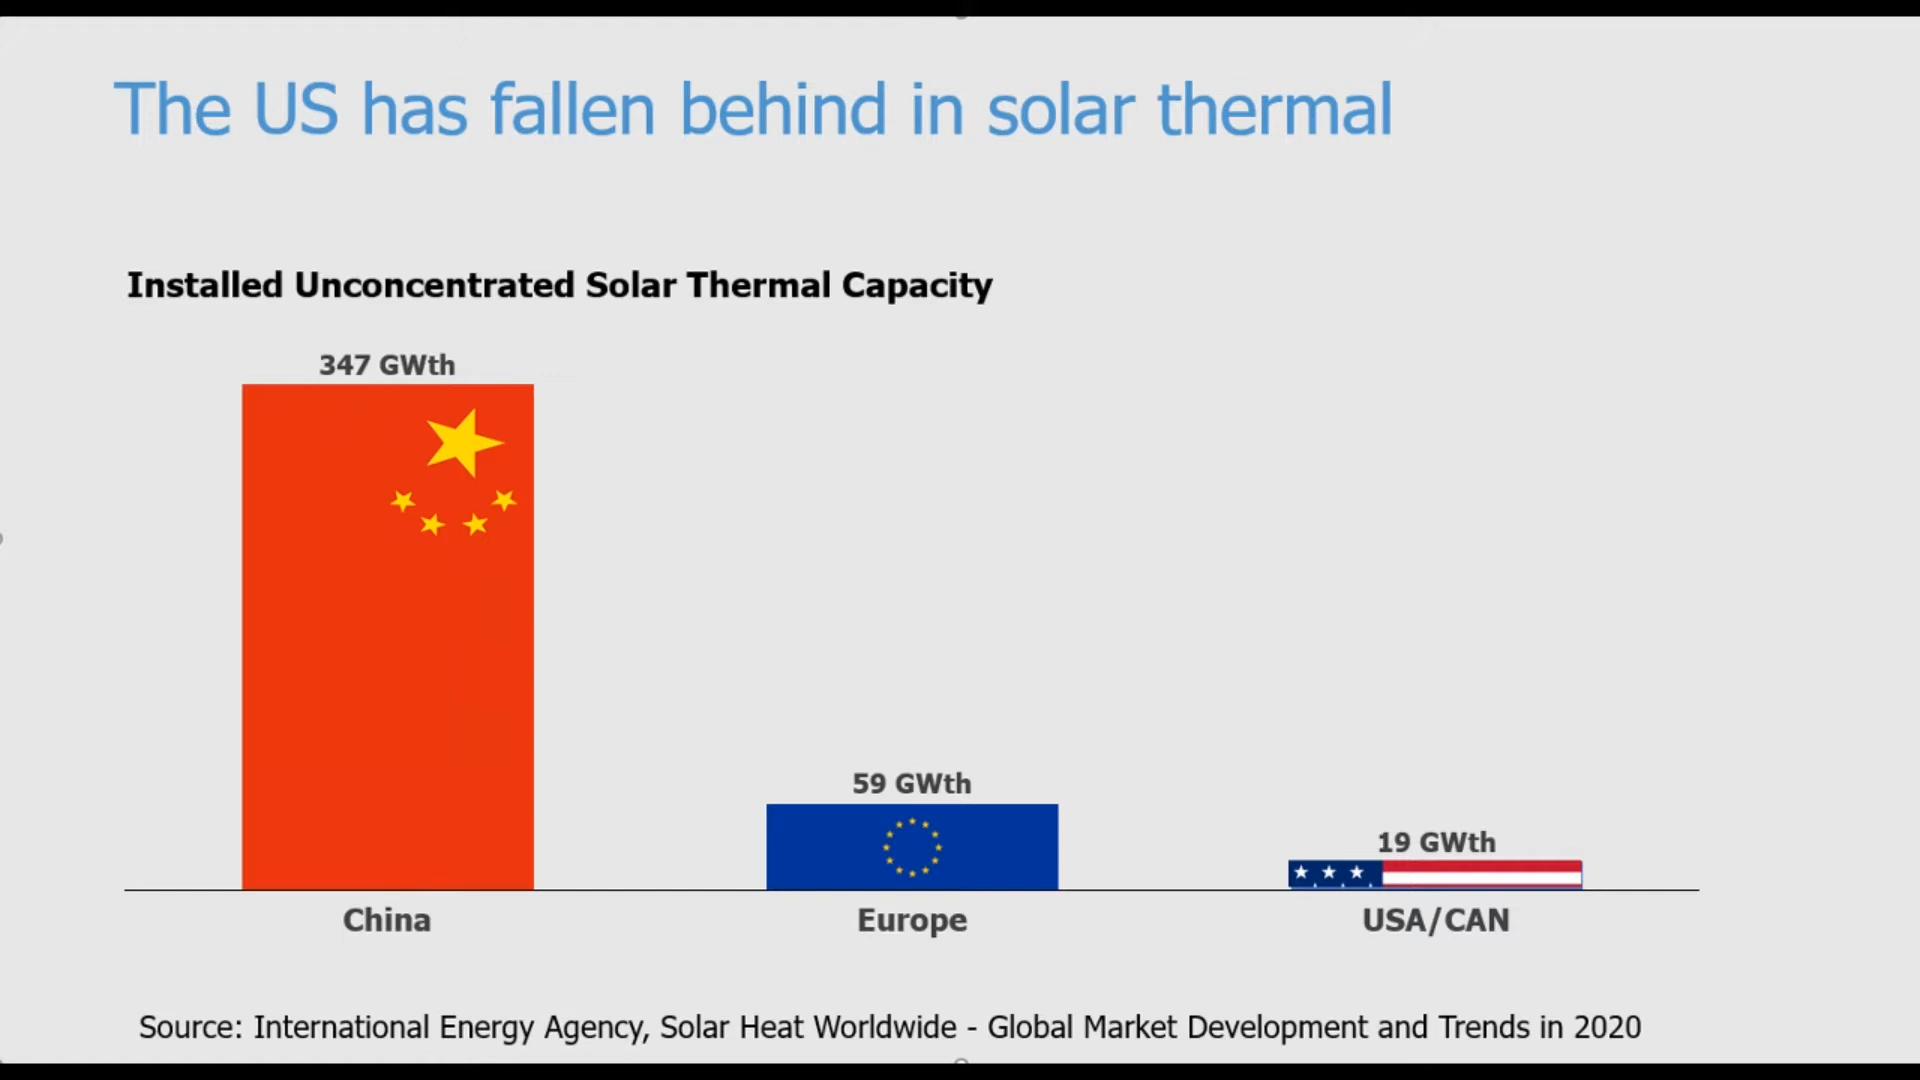 The US has fallen behind in solar thermal
Installed Unconcentrated Solar Thermal Capacity
347 GWth
59 GWth
19 GWth
China
Europe
USA/CAN
Source: International Energy Agency, Solar Heat Worldwide - Global Market Development and Trends in 2020